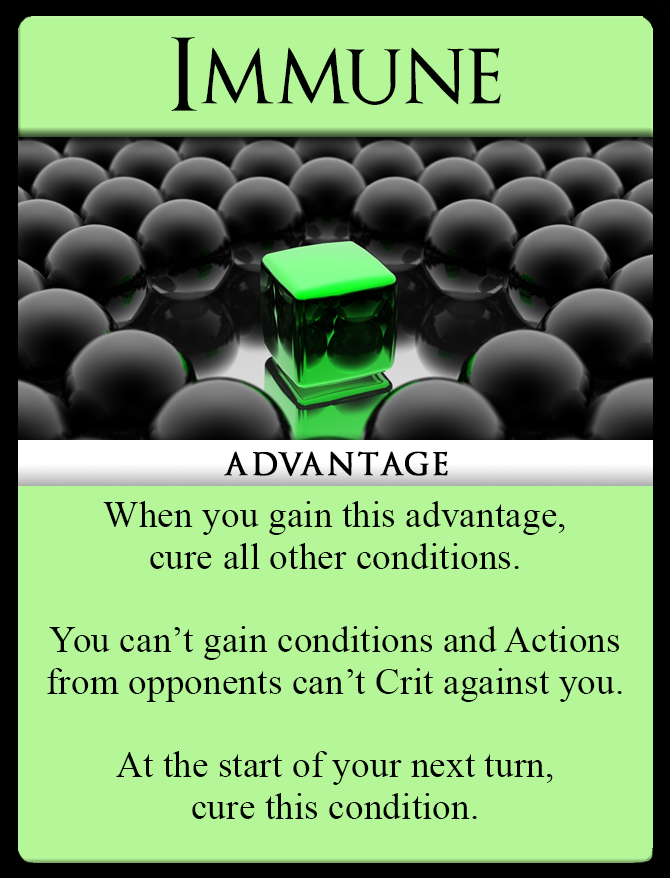 IMMUNE
ADVANTAGE
When you gain this advantage,
cure all other conditions.
You can’t gain conditions and Actions
from opponents can’t Crit against you.
At the start of your next turn,
cure this condition.